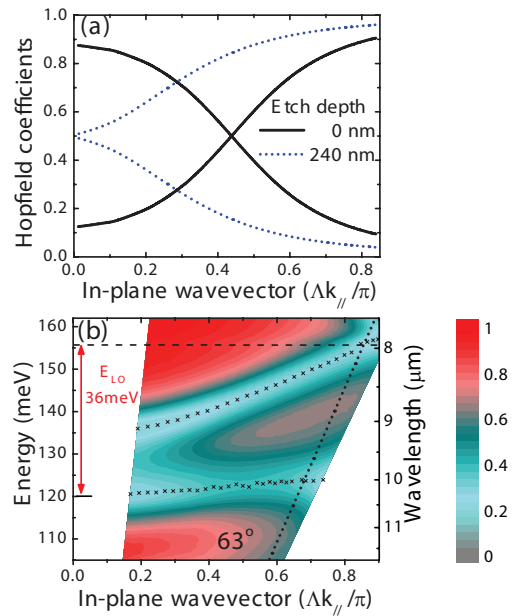 (a)
Hopfield coefficients
1.0
0.8
0.6
0.4
0.2
0.0
Etch depth
0 nm
240 nm
0.0 0.2 0.4 0.6 0.8
In-plane wavevector (Λk//​/π)
(b)
Energy (meV)
160
150
140
130
120
110
E_LO
36meV
63°
8
9
10
11
Wavelength (μm)
0.0 0.2 0.4 0.6 0.8
In-plane wavevector (Λk///π)
1
0.8
0.6
0.4
0.2
0